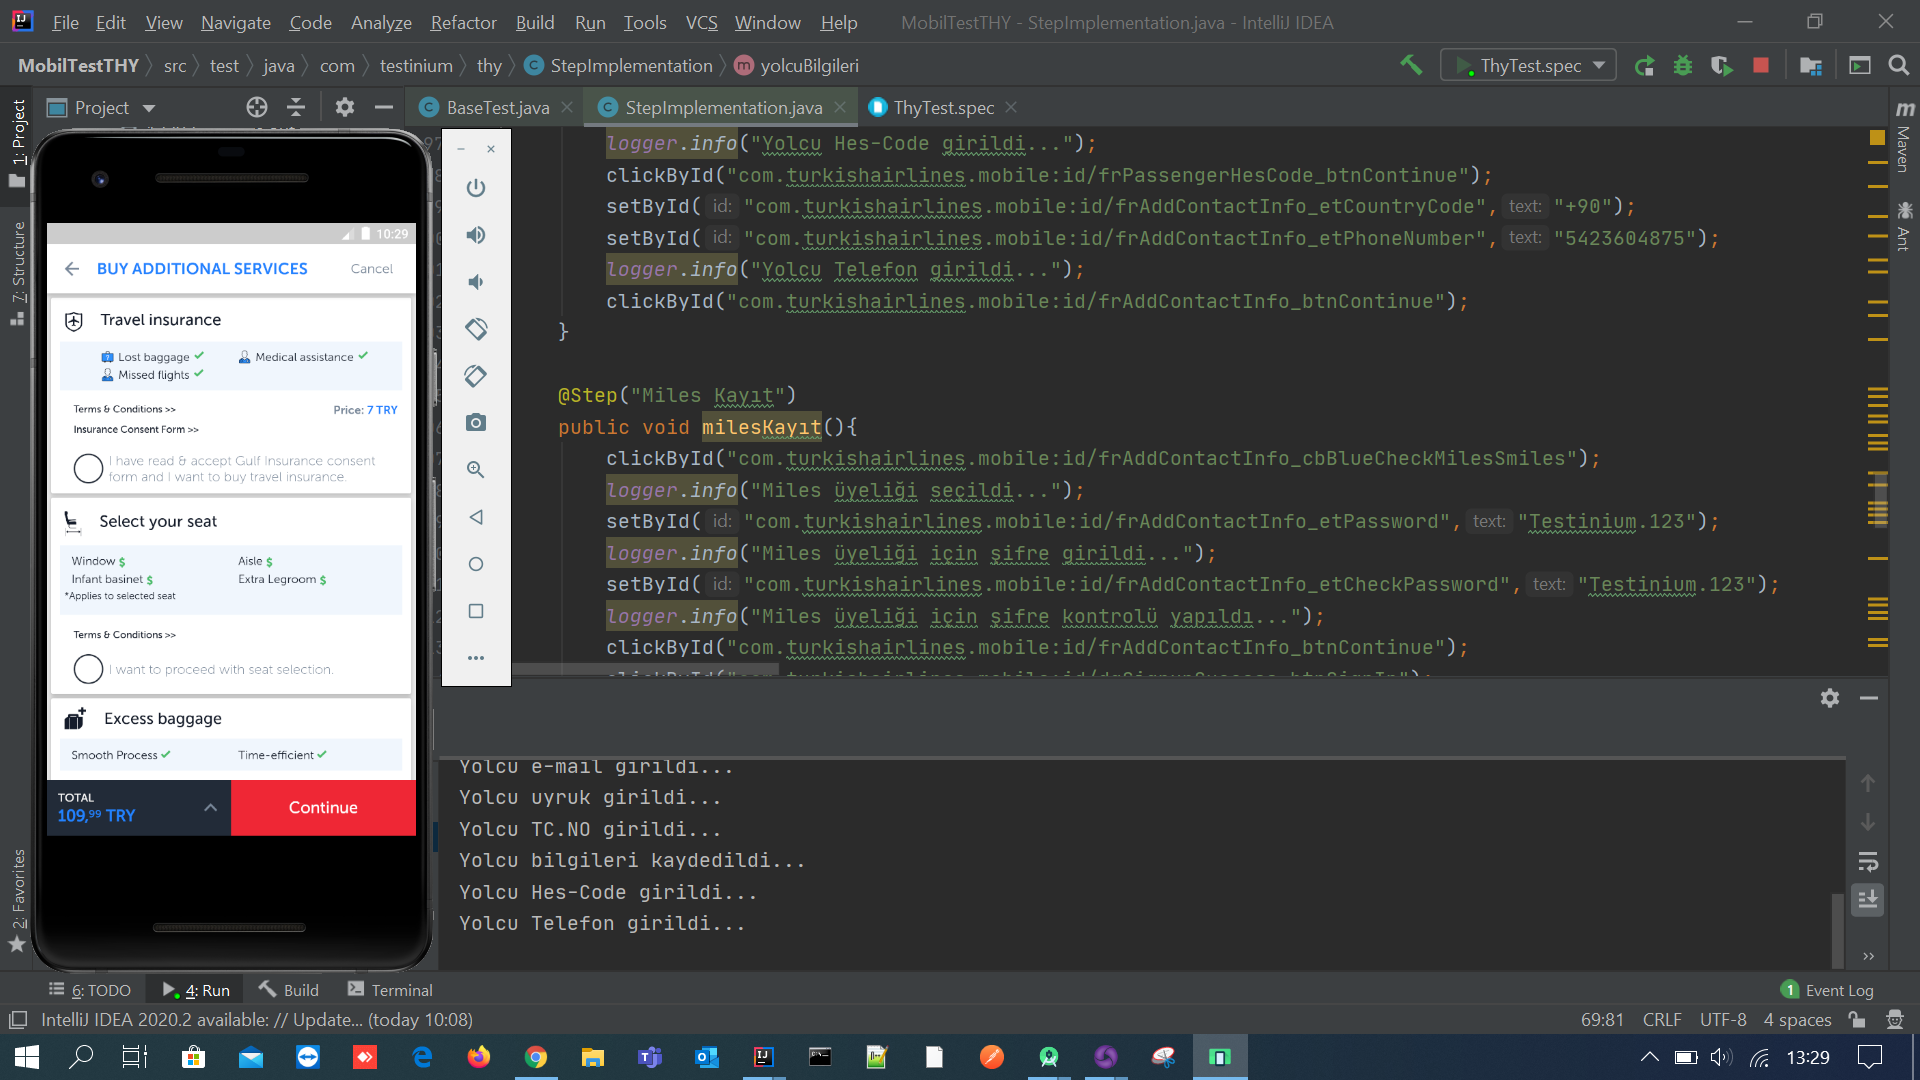 File Edit View Navigate Code Analyze Refactor Build Run Tools VCS Window Help MobilTestTHY - StepImplementation.java - IntelliJ IDEA
MobilTestTHY src test java com testinium thy StepImplementation yolcuBilgileri
ThyTest.spec
Project
BaseTest.java StepImplementation.java ThyTest.spec
1: Project
7: Structure
2: Favorites
Maven
Ant
logger.info("Yolcu Hes-Code girildi...");
clickById("com.turkishairlines.mobile:id/frPassengerHesCode_btnContinue");
setById( id: "com.turkishairlines.mobile:id/frAddContactInfo_etCountryCode", text: "+90");
setById( id: "com.turkishairlines.mobile:id/frAddContactInfo_etPhoneNumber", text: "5423604875");
logger.info("Yolcu Telefon girildi...");
clickById("com.turkishairlines.mobile:id/frAddContactInfo_btnContinue");
}
@Step("Miles Kayıt")
public void milesKayıt(){
clickById("com.turkishairlines.mobile:id/frAddContactInfo_cbBlueCheckMilesSmiles");
logger.info("Miles üyeliği seçildi...");
setById( id: "com.turkishairlines.mobile:id/frAddContactInfo_etPassword", text: "Testinium.123");
logger.info("Miles üyeliği için şifre girildi...");
setById( id: "com.turkishairlines.mobile:id/frAddContactInfo_etCheckPassword", text: "Testinium.123");
logger.info("Miles üyeliği için şifre kontrolü yapıldı...");
clickById("com.turkishairlines.mobile:id/frAddContactInfo_btnContinue");
10:29
BUY ADDITIONAL SERVICES Cancel
Travel insurance
Lost baggage Medical assistance
Missed flights
Terms & Conditions >> Price: 7 TRY
Insurance Consent Form >>
I have read & accept Gulf Insurance consent
form and I want to buy travel insurance.
Select your seat
Window $ Aisle $
Infant basinet $ Extra Legroom $
*Applies to selected seat
Terms & Conditions >>
I want to proceed with seat selection.
Excess baggage
Smooth Process Time-efficient
TOTAL
109,99 TRY
Continue
Yolcu e-mail girildi...
Yolcu uyruk girildi...
Yolcu TC.NO girildi...
Yolcu bilgileri kaydedildi...
Yolcu Hes-Code girildi...
Yolcu Telefon girildi...
6: TODO 4: Run Build Terminal 1 Event Log
IntelliJ IDEA 2020.2 available: // Update... (today 10:08) 69:81 CRLF UTF-8 4 spaces
13:29